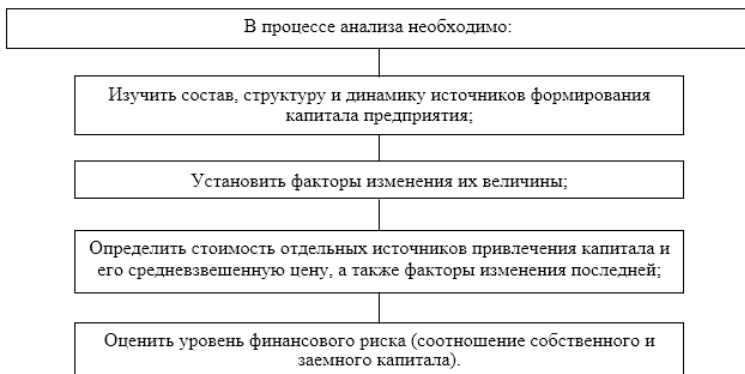 В процессе анализа необходимо:
Изучить состав, структуру и динамику источников формирования
капитала предприятия;
Установить факторы изменения их величины;
Определить стоимость отдельных источников привлечения капитала и
его средневзвешенную цену, а также факторы изменения последней;
Оценить уровень финансового риска (соотношение собственного и
заемного капитала).